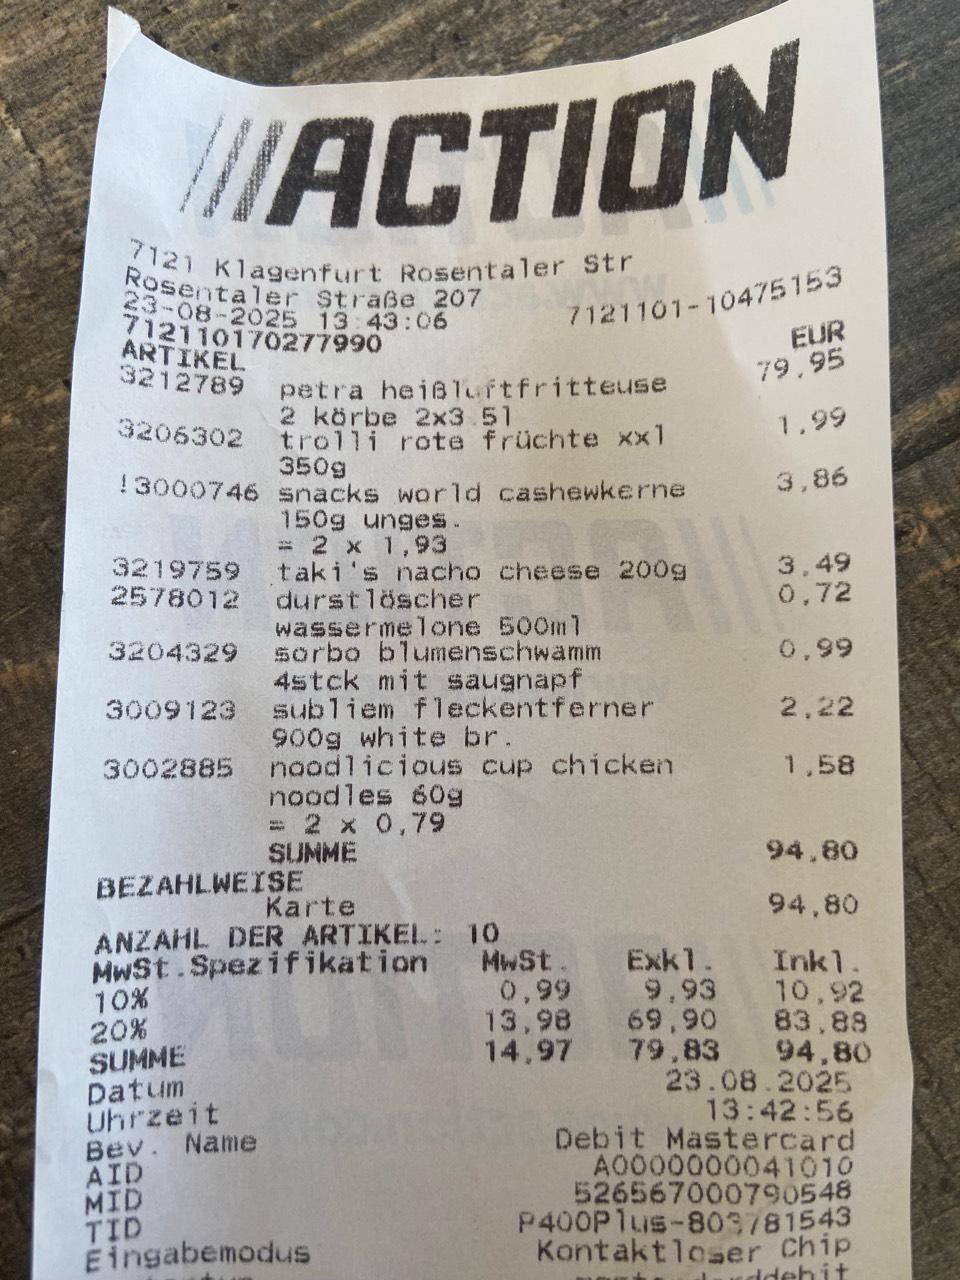 ACTION
7121 Klagenfurt Rosentaler Str
Rosentaler Straße 207
23-08-2025 13:43:06 7121101-10475153
712110170277990
ARTIKEL EUR
3212789 petra heißluftfritteuse 79,95
2 körbe 2x3.5l
3206302 trolli rote früchte xxl 1,99
350g
!3000746 snacks world cashewkerne 3,86
150g unges.
= 2 x 1,93
3219759 taki's nacho cheese 200g 3,49
2578012 durstlöscher 0,72
wassermelone 500ml
3204329 sorbo blumenschwamm 0,99
4stck mit saugnapf
3009123 subliem fleckentferner 2,22
900g white br.
3002885 noodlicious cup chicken 1,58
noodles 60g
= 2 x 0,79
SUMME 94,80
BEZAHLWEISE
Karte 94,80
ANZAHL DER ARTIKEL: 10
MwSt.Spezifikation MwSt. Exkl. Inkl.
10% 0,99 9,93 10,92
20% 13,98 69,90 83,88
SUMME 14,97 79,83 94,80
Datum 23.08.2025
Uhrzeit 13:42:56
Bev. Name Debit Mastercard
AID A0000000041010
MID 526567000790548
TID P400Plus-803781543
Eingabemodus Kontaktloser Chip